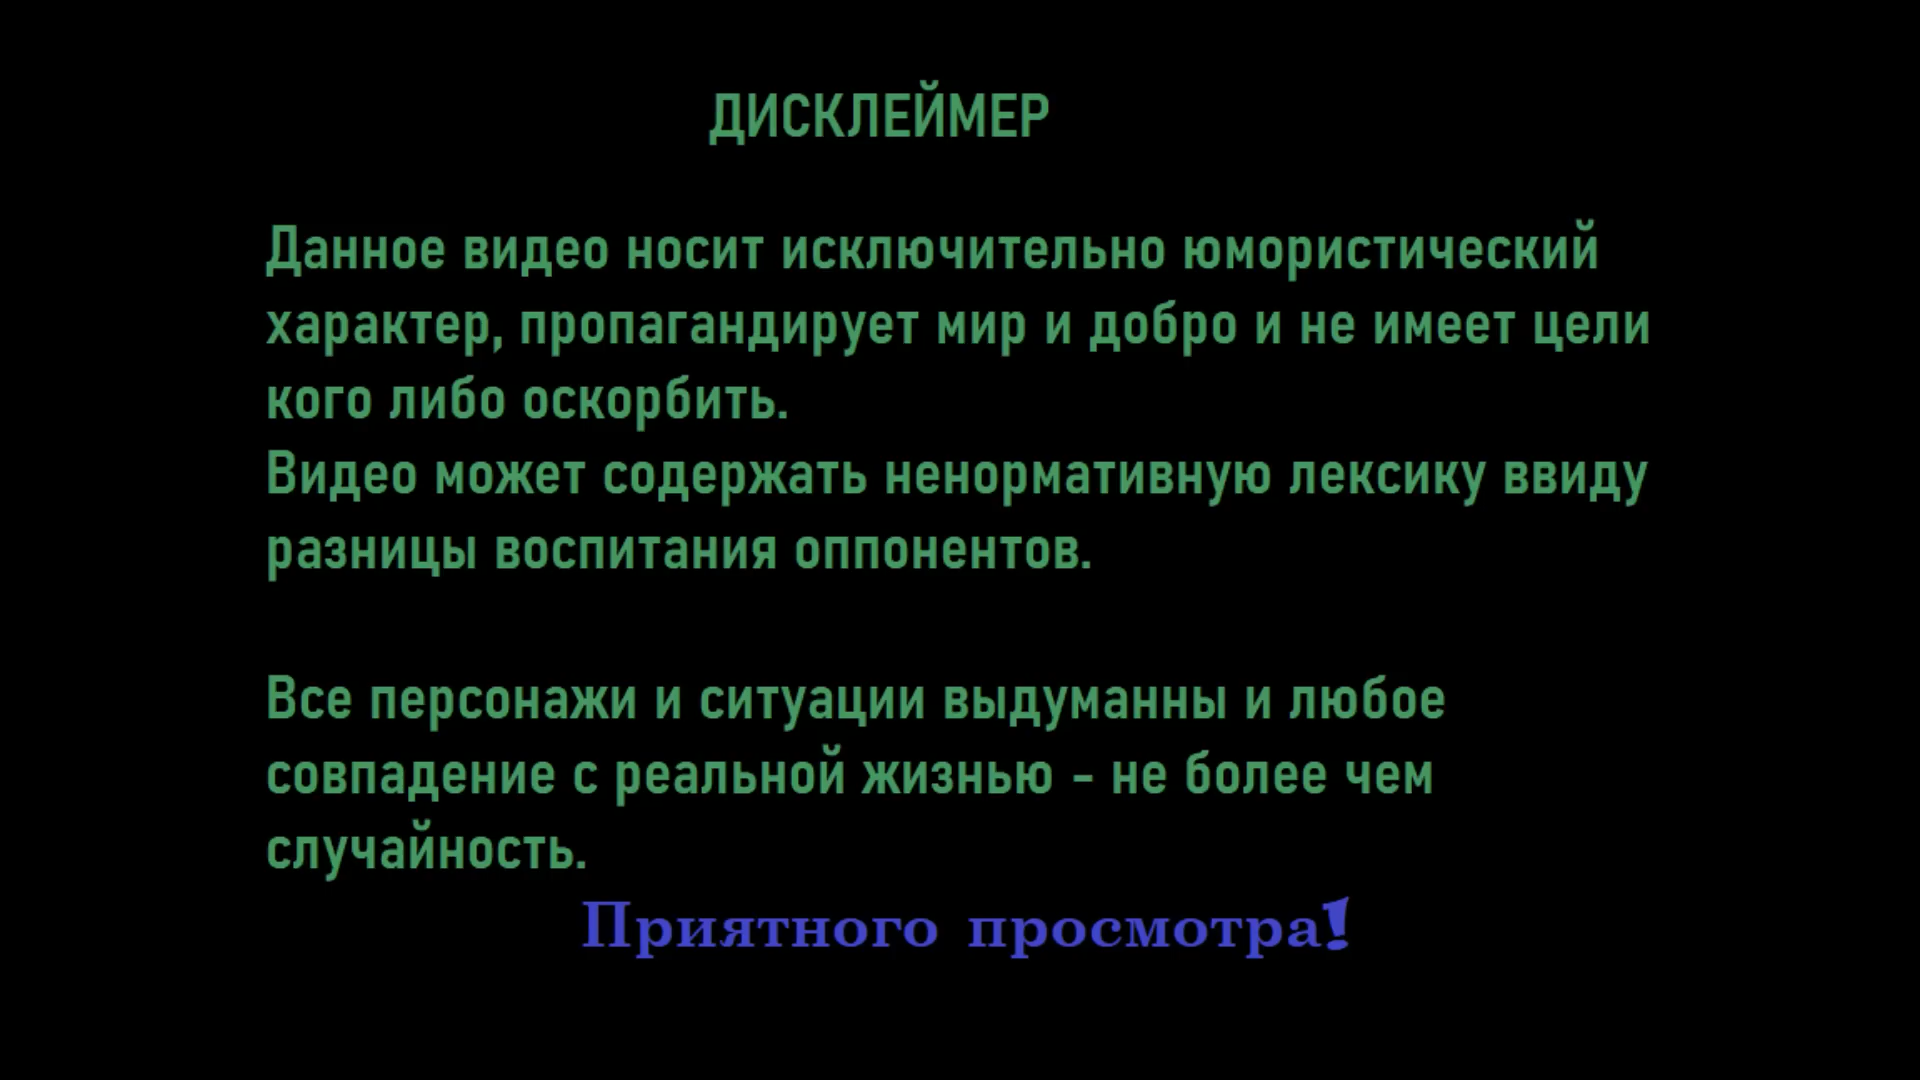 ДИСКЛЕЙМЕР
Данное видео носит исключительно юмористический
характер, пропагандирует мир и добро и не имеет цели
кого либо оскорбить.
Видео может содержать ненормативную лексику ввиду
разницы воспитания оппонентов.
Все персонажи и ситуации выдуманны и любое
совпадение с реальной жизнью - не более чем
случайность.
Приятного просмотра!